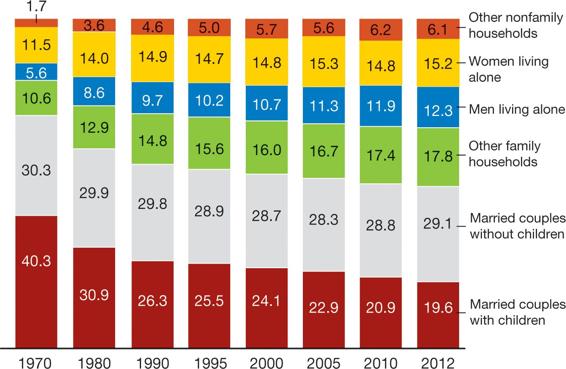 1.7
3.6 4.6 5.0 5.7 5.6 6.2 6.1
Other nonfamily
households
11.5 14.0 14.9 14.7 14.8 15.3 14.8 15.2
Women living
alone
5.6 8.6 9.7 10.2 10.7 11.3 11.9 12.3
Men living alone
10.6 12.9 14.8 15.6 16.0 16.7 17.4 17.8
Other family
households
30.3 29.9 29.8 28.9 28.7 28.3 28.8 29.1
Married couples
without children
40.3 30.9 26.3 25.5 24.1 22.9 20.9 19.6
Married couples
with children
1970 1980 1990 1995 2000 2005 2010 2012